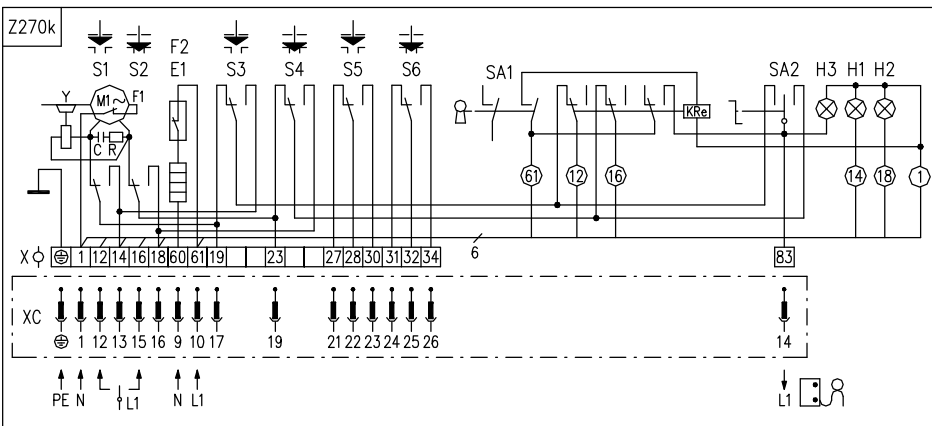 Z270k
F2
S1 S2 E1 S3 S4 S5 S6 SA1 SA2 H3 H1 H2
Y M1~ F1
KRe
C R
61 12 16 14 18 1
6
X 1 12 14 16 18 60 61 19 23 27 28 30 31 32 34 83
XC
1 12 13 15 16 9 10 17 19 21 22 23 24 25 26 14
PE N L1 N L1 L1